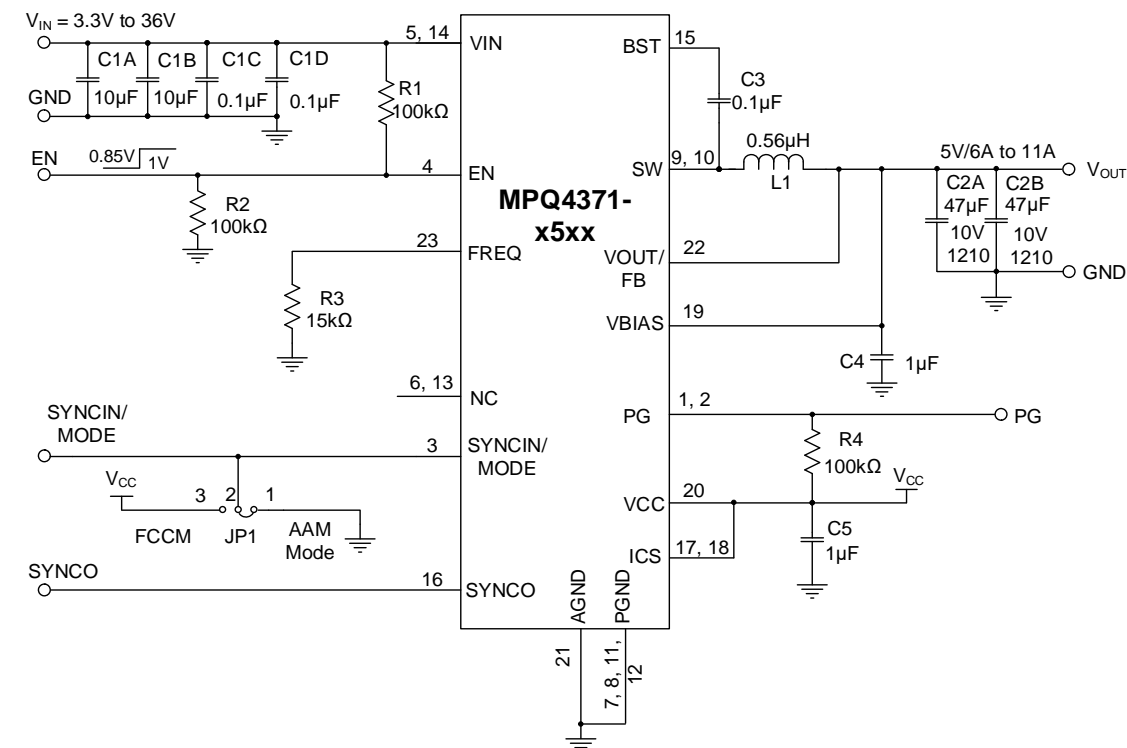 VIN = 3.3V to 36V
C1A
C1B
C1C
C1D
10µF
10µF
0.1µF
0.1µF
GND
R1
100kΩ
EN
0.85V
1V
R2
100kΩ
R3
15kΩ
SYNCIN/
MODE
VCC
3
2
1
FCCM
JP1
AAM
Mode
SYNCO
5, 14
VIN
4
EN
23
FREQ
6, 13
NC
3
SYNCIN/
MODE
16
SYNCO
MPQ4371-
x5xx
AGND
PGND
21
7, 8, 11,
12
BST
15
SW
9, 10
VOUT/
FB
22
VBIAS
19
PG
1, 2
VCC
20
ICS
17, 18
C3
0.1µF
0.56µH
L1
5V/6A to 11A
VOUT
C2A
47µF
10V
1210
C2B
47µF
10V
1210
GND
C4
1µF
PG
R4
100kΩ
VCC
C5
1µF